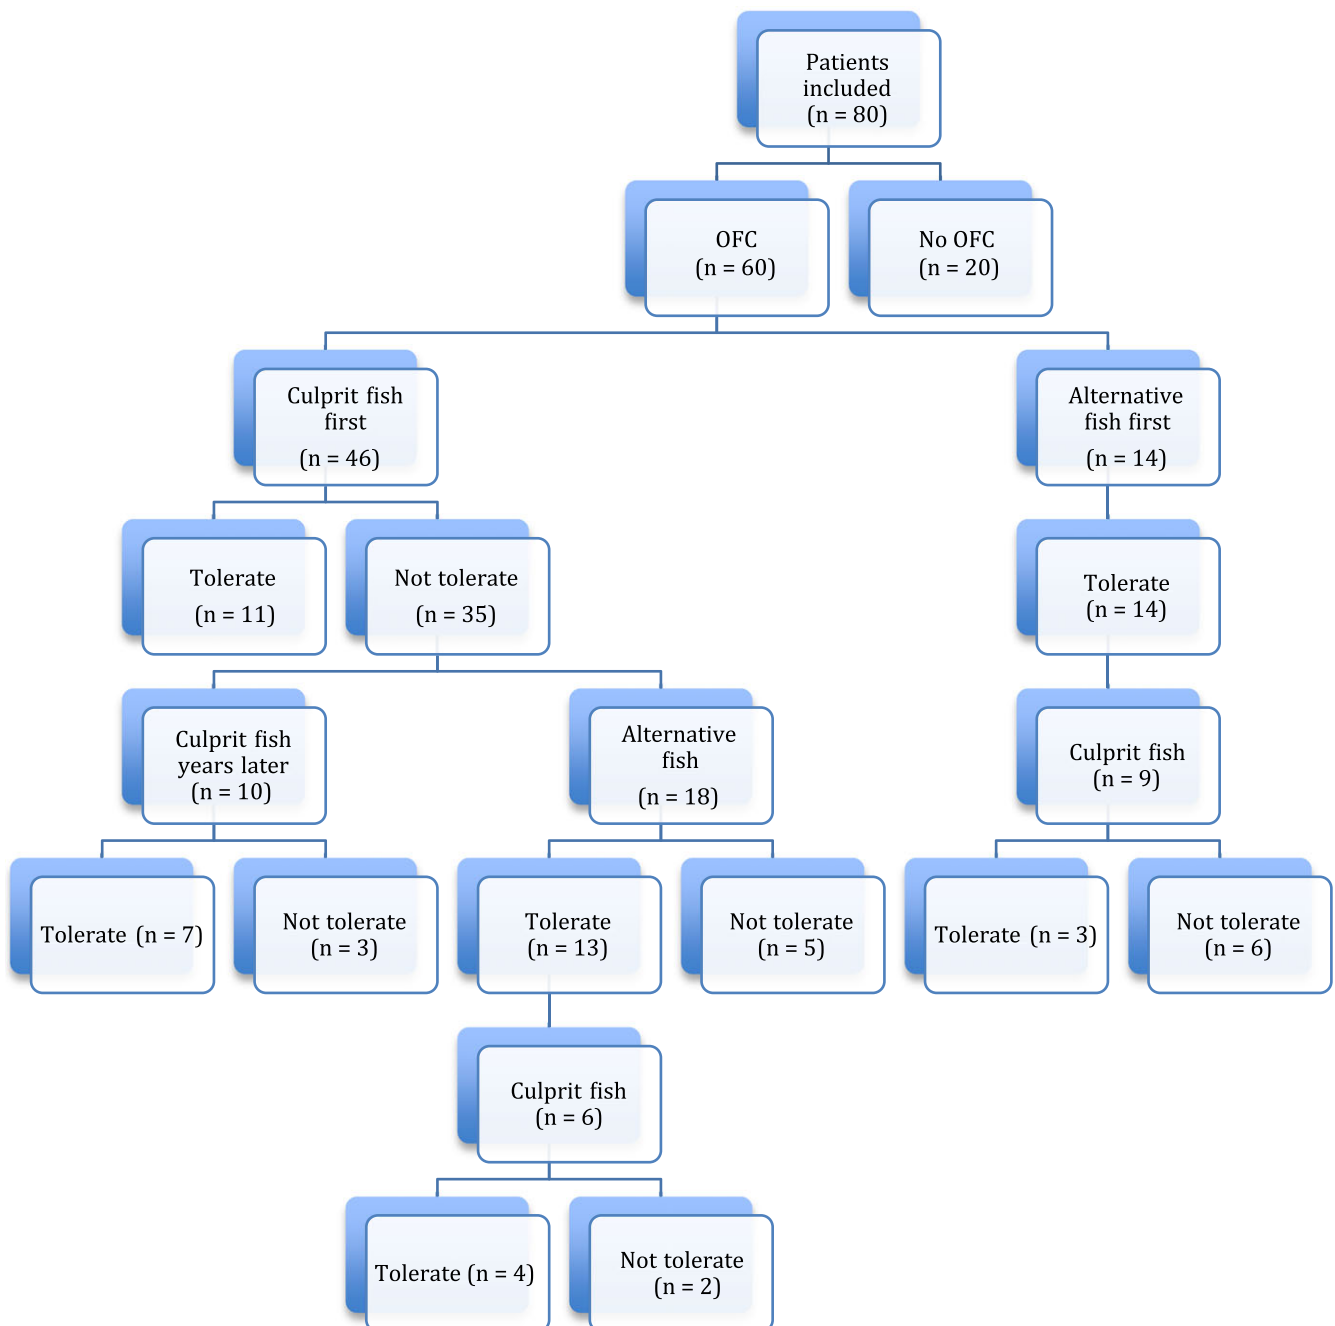 Patients
included
(n = 80)
OFC
(n = 60)
No OFC
(n = 20)
Culprit fish
first
(n = 46)
Alternative
fish first
(n = 14)
Tolerate
(n = 11)
Not tolerate
(n = 35)
Tolerate
(n = 14)
Culprit fish
years later
(n = 10)
Alternative
fish
(n = 18)
Culprit fish
(n = 9)
Tolerate (n = 7)
Not tolerate
(n = 3)
Tolerate
(n = 13)
Not tolerate
(n = 5)
Tolerate (n = 3)
Not tolerate
(n = 6)
Culprit fish
(n = 6)
Tolerate (n = 4)
Not tolerate
(n = 2)